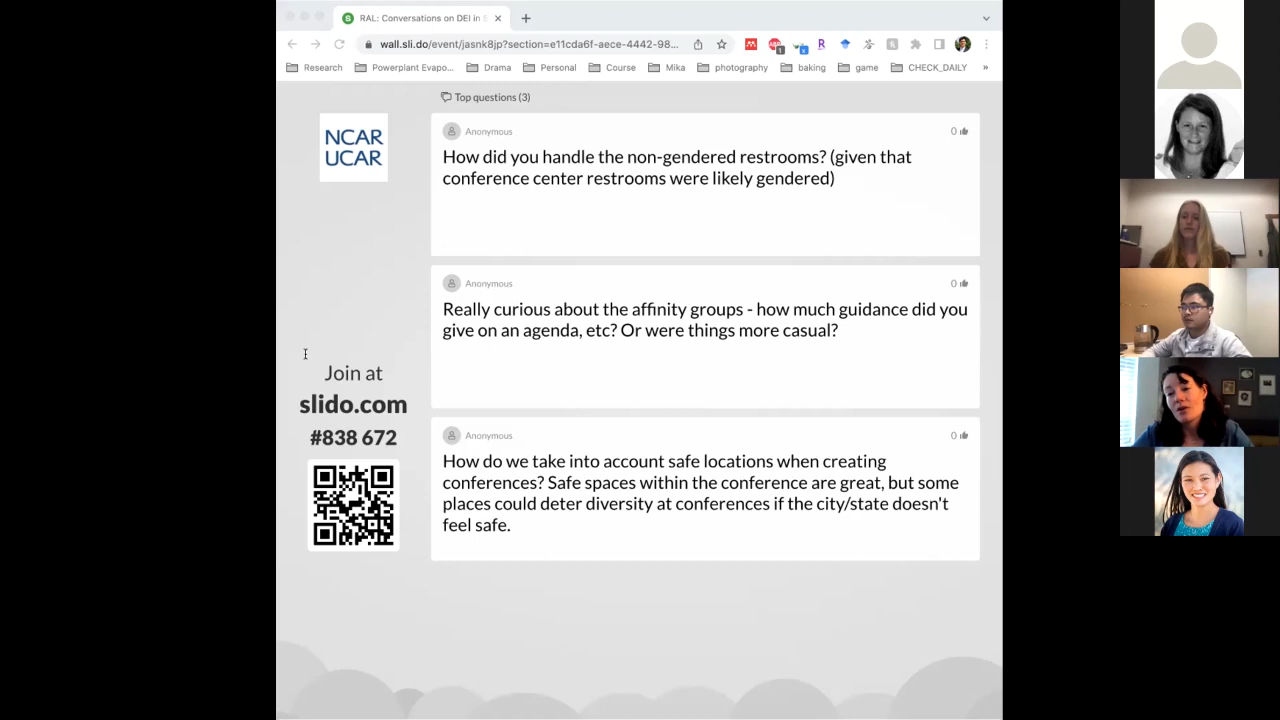 RAL: Conversations on DEI in
wall.sli.do/event/jasnk8jp?section=e11cda6f-aece-4442-98...
Research Powerplant Evapo... Drama Personal Course Mika photography baking game CHECK_DAILY »
Top questions (3)
NCAR
UCAR
Anonymous 0
How did you handle the non-gendered restrooms? (given that
conference center restrooms were likely gendered)
Anonymous 0
Really curious about the affinity groups - how much guidance did you
give on an agenda, etc? Or were things more casual?
Join at
slido.com
#838 672
Anonymous 0
How do we take into account safe locations when creating
conferences? Safe spaces within the conference are great, but some
places could deter diversity at conferences if the city/state doesn't
feel safe.